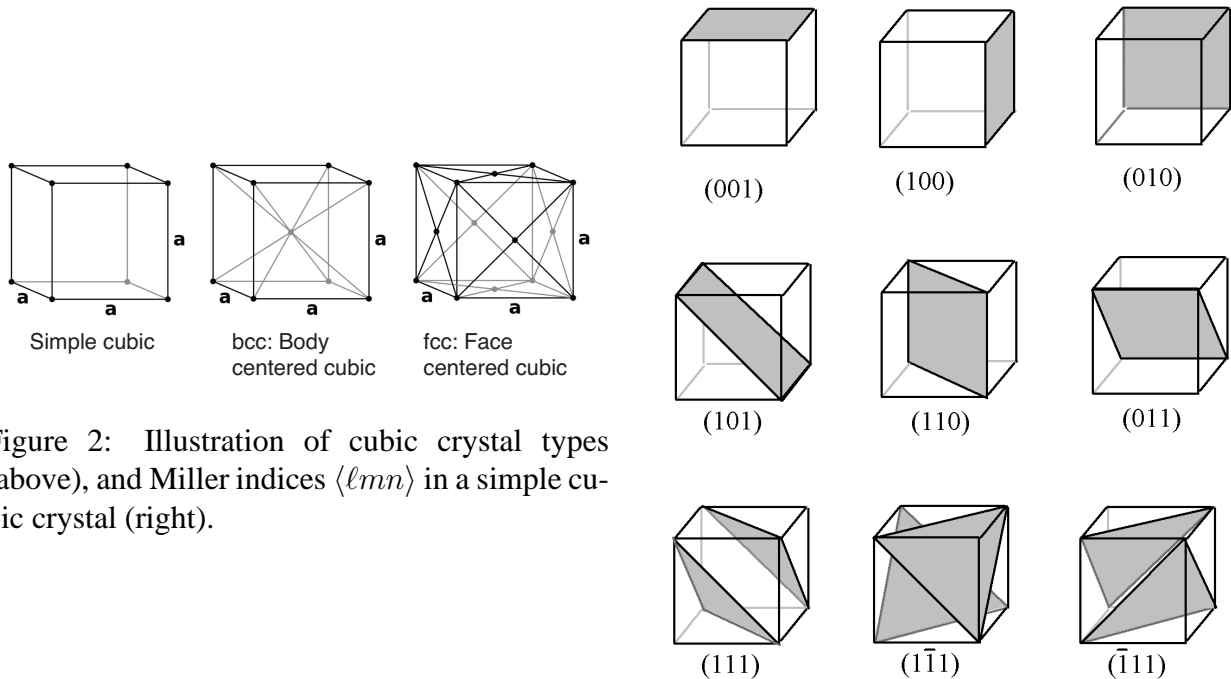 (001) (100) (010)
a a a
a a a
a a a
Simple cubic
bcc: Body
centered cubic
fcc: Face
centered cubic
(101) (110) (011)
igure 2: Illustration of cubic crystal types
above), and Miller indices ⟨ℓmn⟩ in a simple cu-
ic crystal (right).
(111) (11̄1) (1̄11)